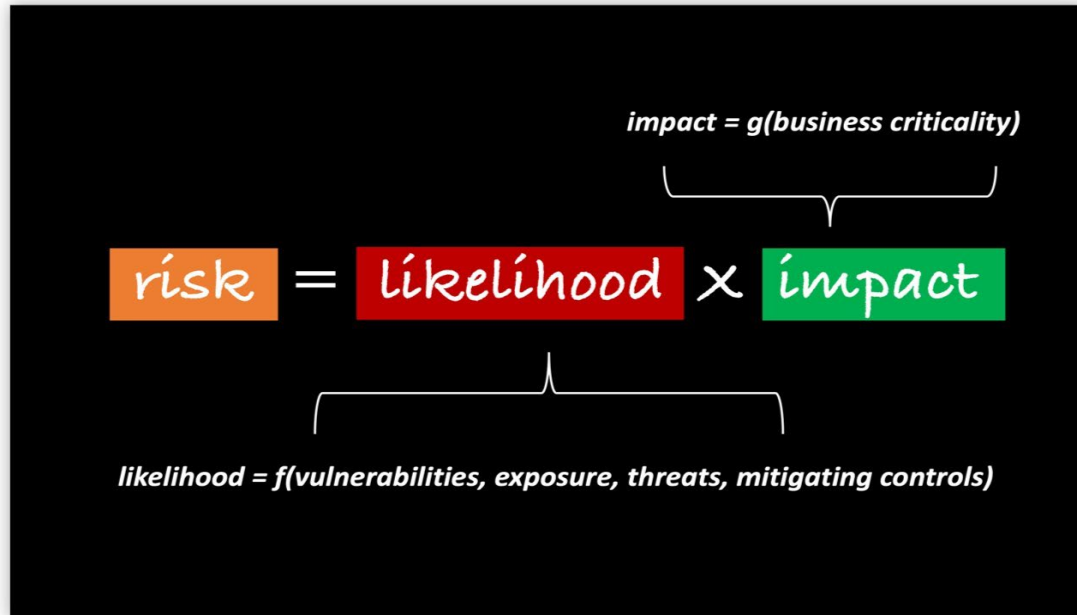 impact = g(business criticality)
risk = likelihood x impact
likelihood = f(vulnerabilities, exposure, threats, mitigating controls)